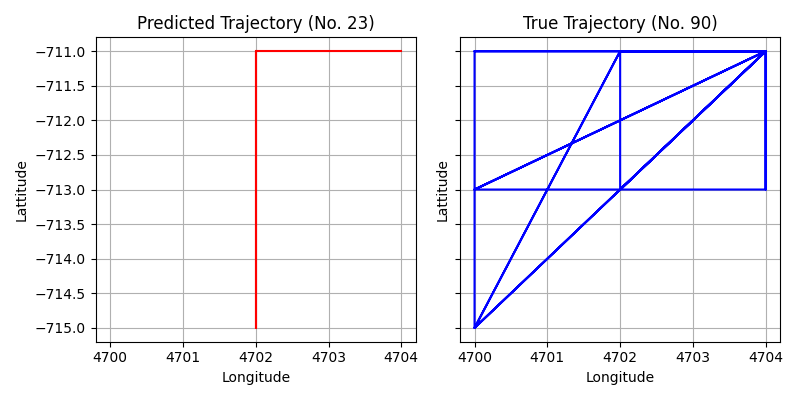 Predicted Trajectory (No. 23)
−711.0
−711.5
−712.0
−712.5
−713.0
−713.5
−714.0
−714.5
−715.0
Lattitude
4700 4701 4702 4703 4704
Longitude
True Trajectory (No. 90)
Lattitude
4700 4701 4702 4703 4704
Longitude